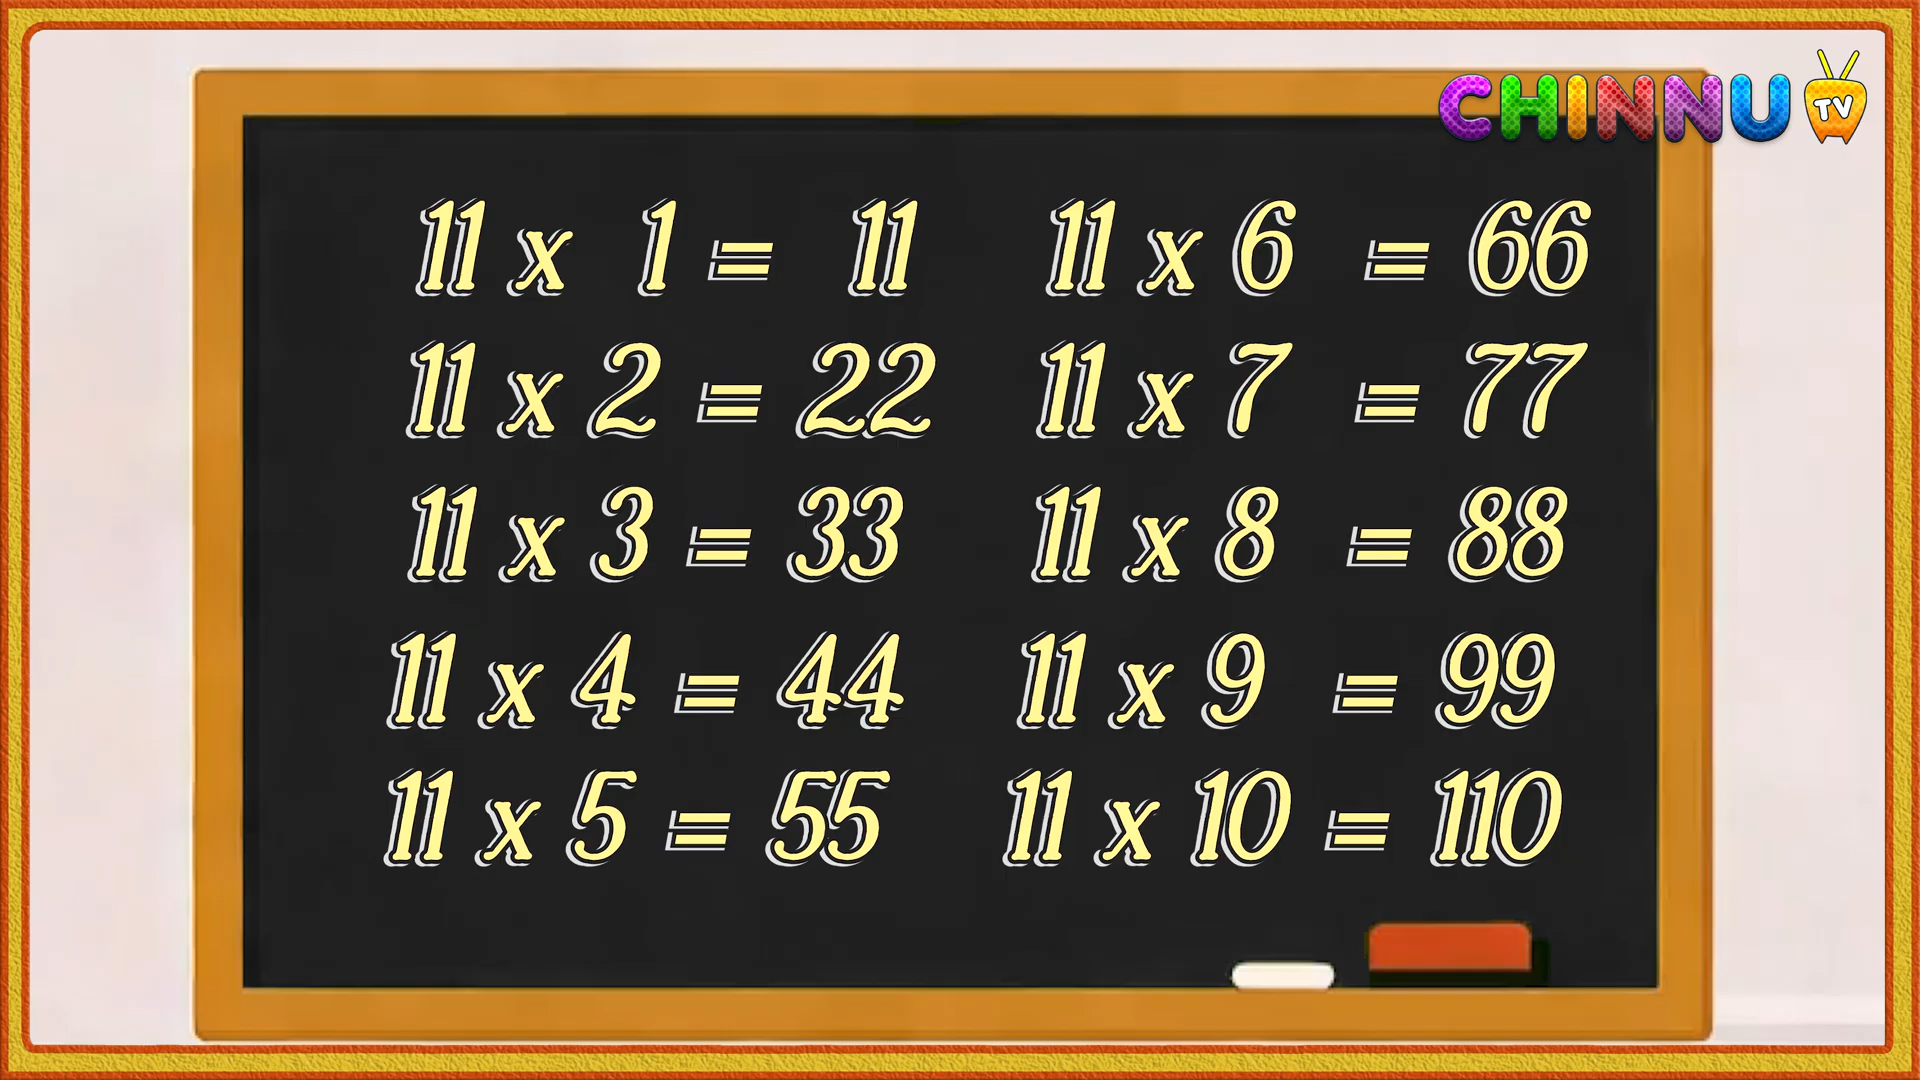 CHINNU TV
11 x 1 = 11
11 x 2 = 22
11 x 3 = 33
11 x 4 = 44
11 x 5 = 55
11 x 6 = 66
11 x 7 = 77
11 x 8 = 88
11 x 9 = 99
11 x 10 = 110